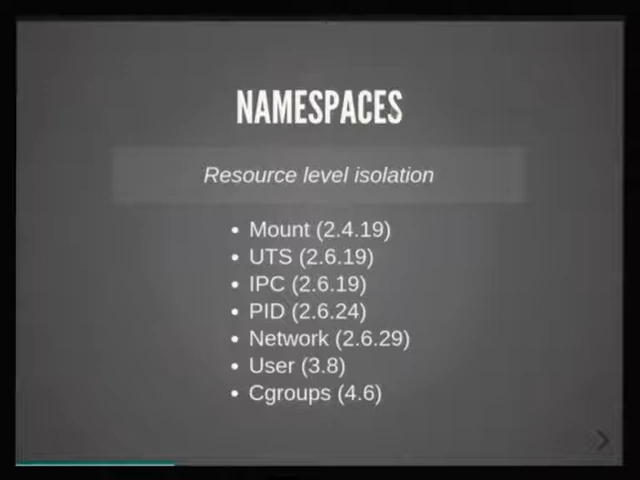 NAMESPACES
Resource level isolation
• Mount (2.4.19)
• UTS (2.6.19)
• IPC (2.6.19)
• PID (2.6.24)
• Network (2.6.29)
• User (3.8)
• Cgroups (4.6)